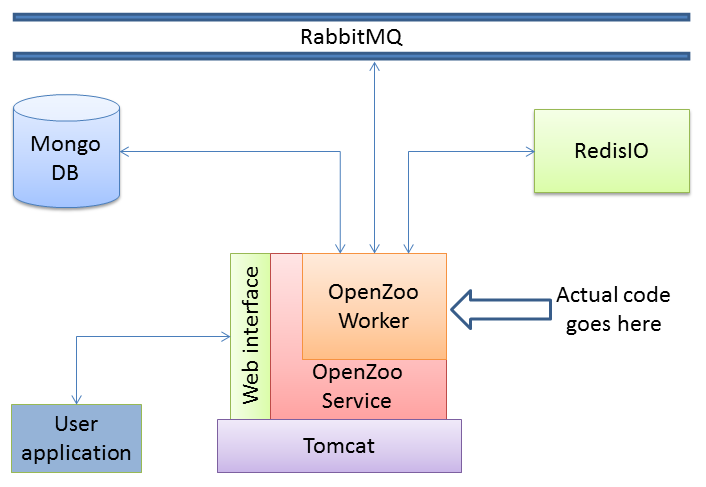 RabbitMQ
Mongo
DB
RedisIO
Web interface
OpenZoo
Worker
Actual code
goes here
OpenZoo
Service
User
application
Tomcat